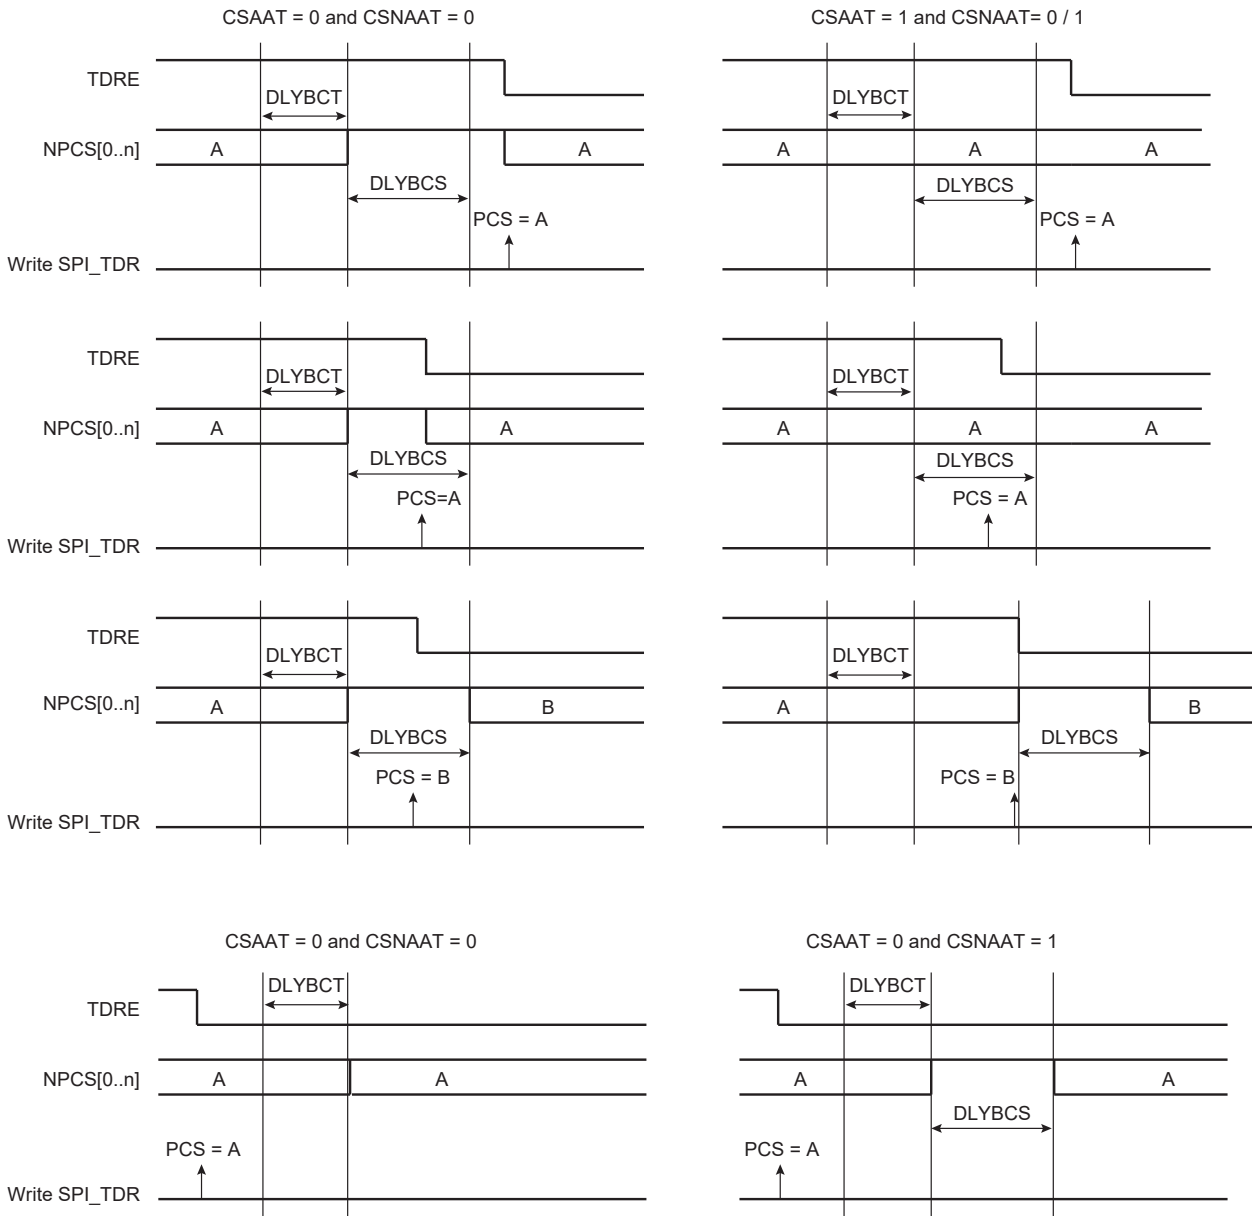 CSAAT = 0 and CSNAAT = 0
TDRE
DLYBCT
NPCS[0..n]
A
A
DLYBCS
PCS = A
Write SPI_TDR
CSAAT = 1 and CSNAAT= 0 / 1
DLYBCT
A
A
A
DLYBCS
PCS = A
TDRE
DLYBCT
NPCS[0..n]
A
A
DLYBCS
PCS=A
Write SPI_TDR
DLYBCT
A
A
A
DLYBCS
PCS = A
TDRE
DLYBCT
NPCS[0..n]
A
B
DLYBCS
PCS = B
Write SPI_TDR
DLYBCT
A
B
DLYBCS
PCS = B
CSAAT = 0 and CSNAAT = 0
DLYBCT
TDRE
NPCS[0..n]
A
A
PCS = A
Write SPI_TDR
CSAAT = 0 and CSNAAT = 1
DLYBCT
A
A
DLYBCS
PCS = A